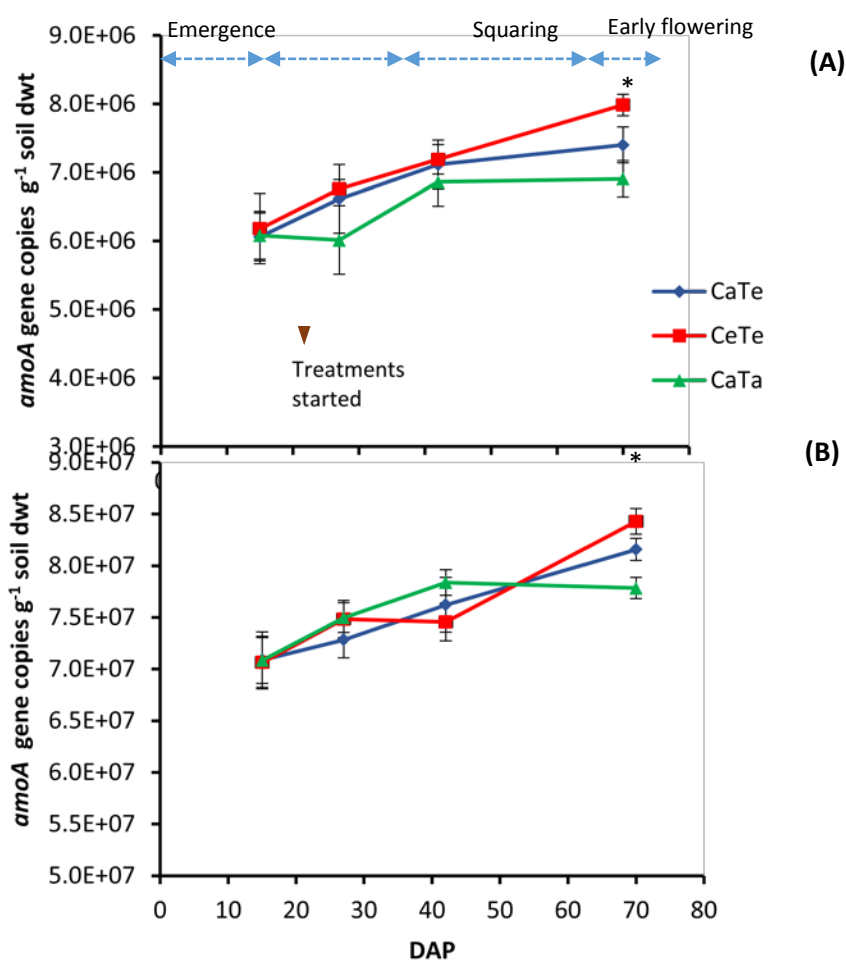 9.0E+06
Emergence
Squaring
Early flowering
(A)
*
8.0E+06
7.0E+06
6.0E+06
5.0E+06
4.0E+06
3.0E+06
amoA gene copies g⁻¹ soil dwt
Treatments
started
CaTe
CeTe
CaTa
(B)
*
9.0E+07
8.5E+07
8.0E+07
7.5E+07
7.0E+07
6.5E+07
6.0E+07
5.5E+07
5.0E+07
amoA gene copies g⁻¹ soil dwt
0 10 20 30 40 50 60 70 80
DAP